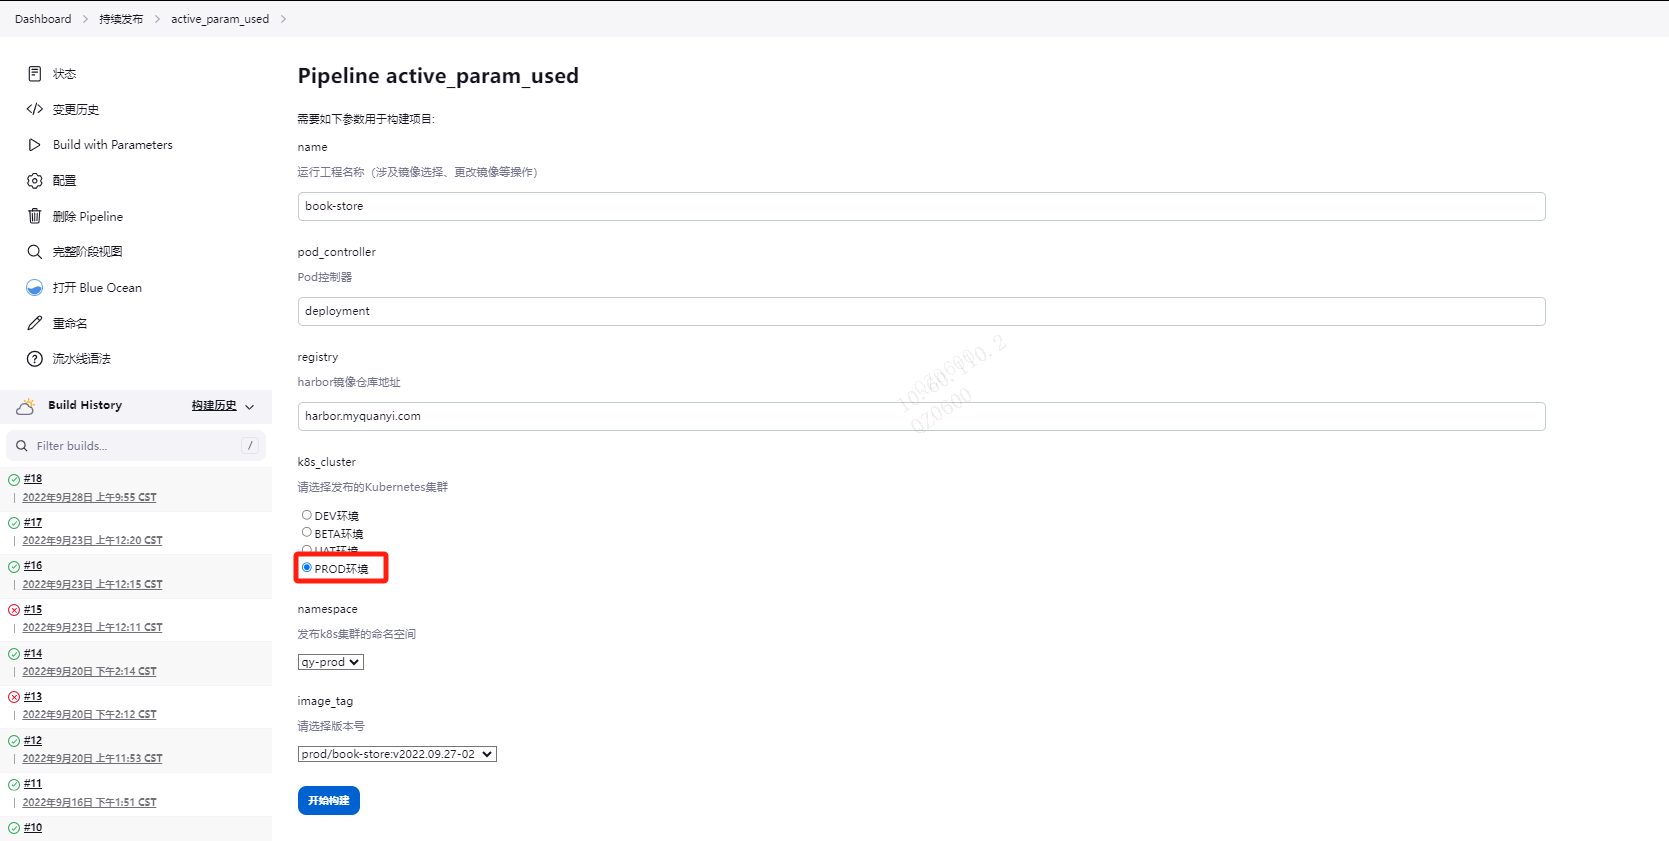 Dashboard
持续发布
active_param_used
状态
变更历史
Build with Parameters
配置
删除 Pipeline
完整阶段视图
打开 Blue Ocean
重命名
流水线语法
Build History
构建历史
Filter builds...
/
#18
2022年9月28日 上午9:55 CST
#17
2022年9月23日 上午12:20 CST
#16
2022年9月23日 上午12:15 CST
#15
2022年9月23日 上午12:11 CST
#14
2022年9月20日 下午2:14 CST
#13
2022年9月20日 下午2:12 CST
#12
2022年9月20日 上午11:53 CST
#11
2022年9月16日 下午1:51 CST
#10
Pipeline active_param_used
需要如下参数用于构建项目:
name
运行工程名称（涉及镜像选择、更改镜像等操作）
book-store
pod_controller
Pod控制器
deployment
registry
harbor镜像仓库地址
harbor.myquanyi.com
k8s_cluster
请选择发布的Kubernetes集群
DEV环境
BETA环境
UAT环境
PROD环境
namespace
发布k8s集群的命名空间
qy-prod
image_tag
请选择版本号
prod/book-store:v2022.09.27-02
开始构建
QZ0600
10.60.110.2
QZ0600